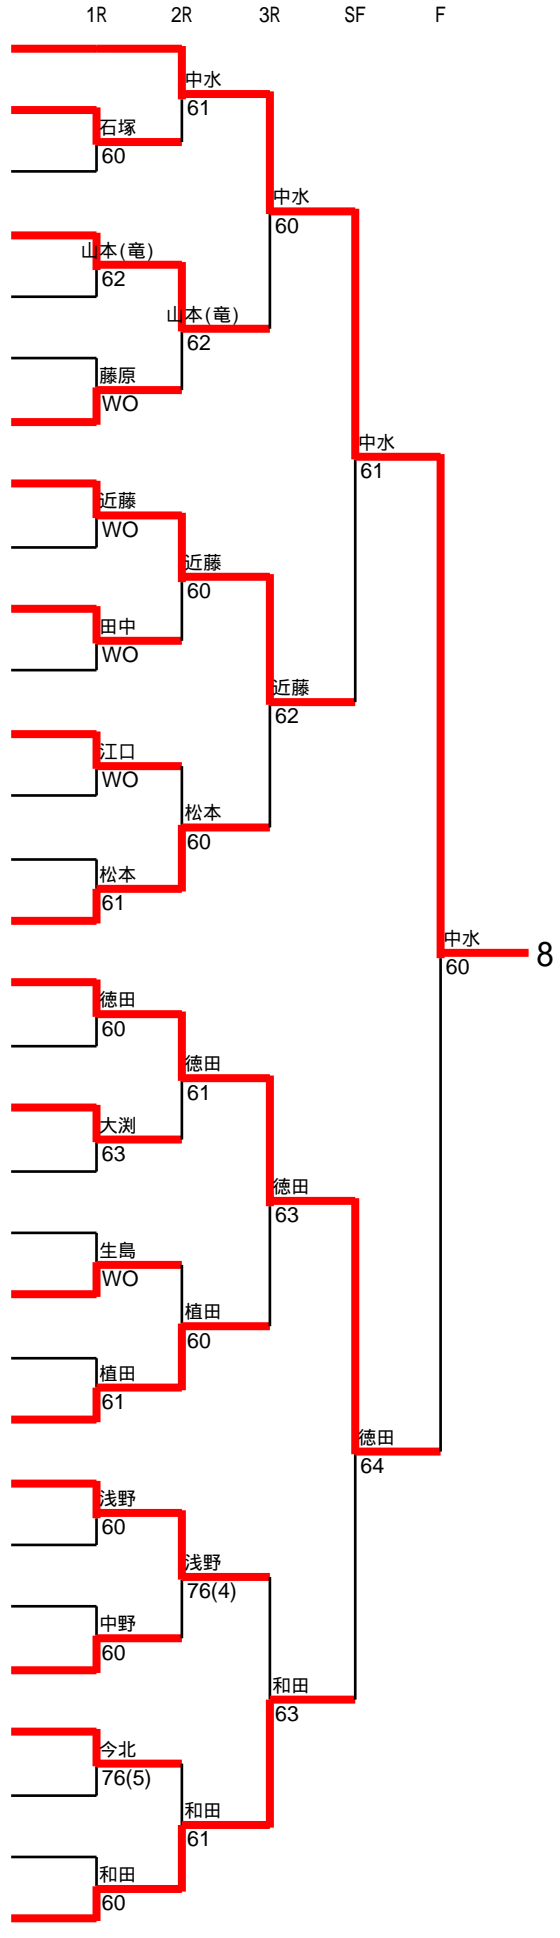 1R 2R 3R SF F
中水
61
石塚
60
中水
60
山本(竜)
62
山本(竜)
62
藤原
WO
中水
61
近藤
WO
近藤
60
田中
WO
近藤
62
江口
WO
松本
60
松本
61
中水
60
8
徳田
60
徳田
61
大渕
63
徳田
63
生島
WO
植田
60
植田
61
徳田
64
浅野
60
浅野
76(4)
中野
60
和田
63
今北
76(5)
和田
61
和田
60